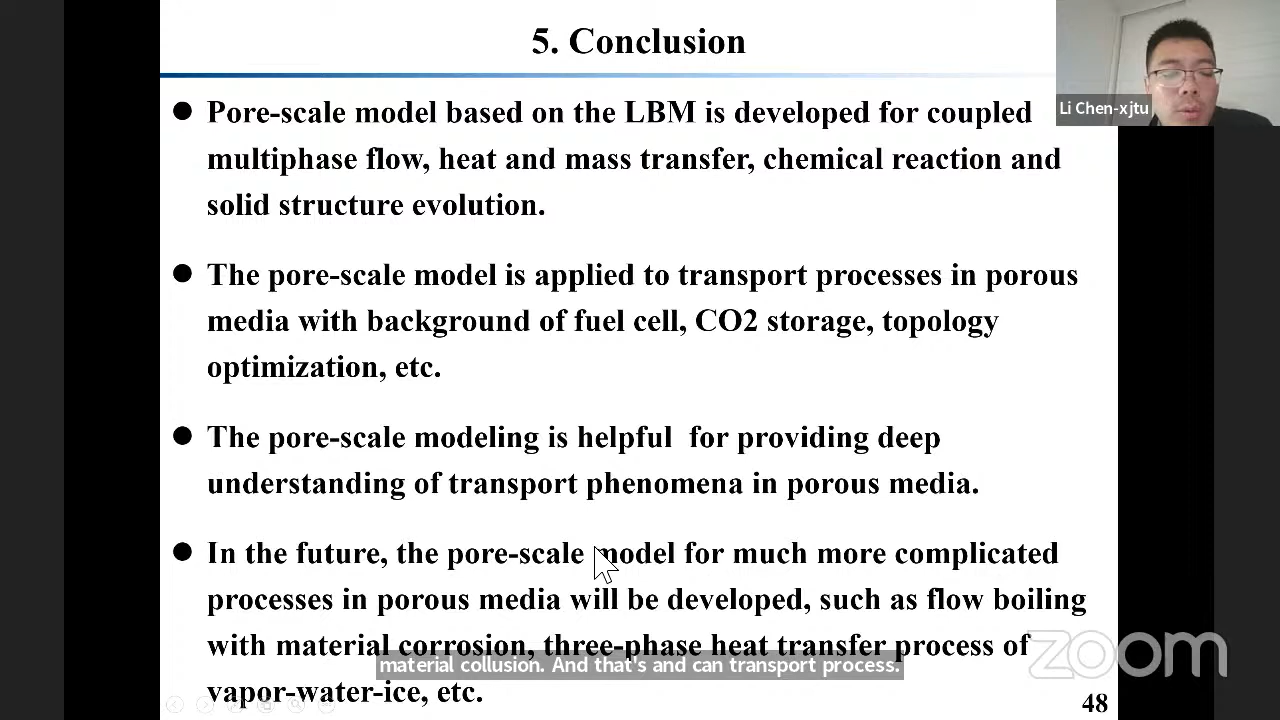 5. Conclusion
Li Chen-xjtu
● Pore-scale model based on the LBM is developed for coupled
multiphase flow, heat and mass transfer, chemical reaction and
solid structure evolution.
● The pore-scale model is applied to transport processes in porous
media with background of fuel cell, CO2 storage, topology
optimization, etc.
● The pore-scale modeling is helpful for providing deep
understanding of transport phenomena in porous media.
● In the future, the pore-scale model for much more complicated
processes in porous media will be developed, such as flow boiling
with material corrosion, three-phase heat transfer process of
material collusion. And that's and can transport process.
vapor-water-ice, etc.
zoom
48